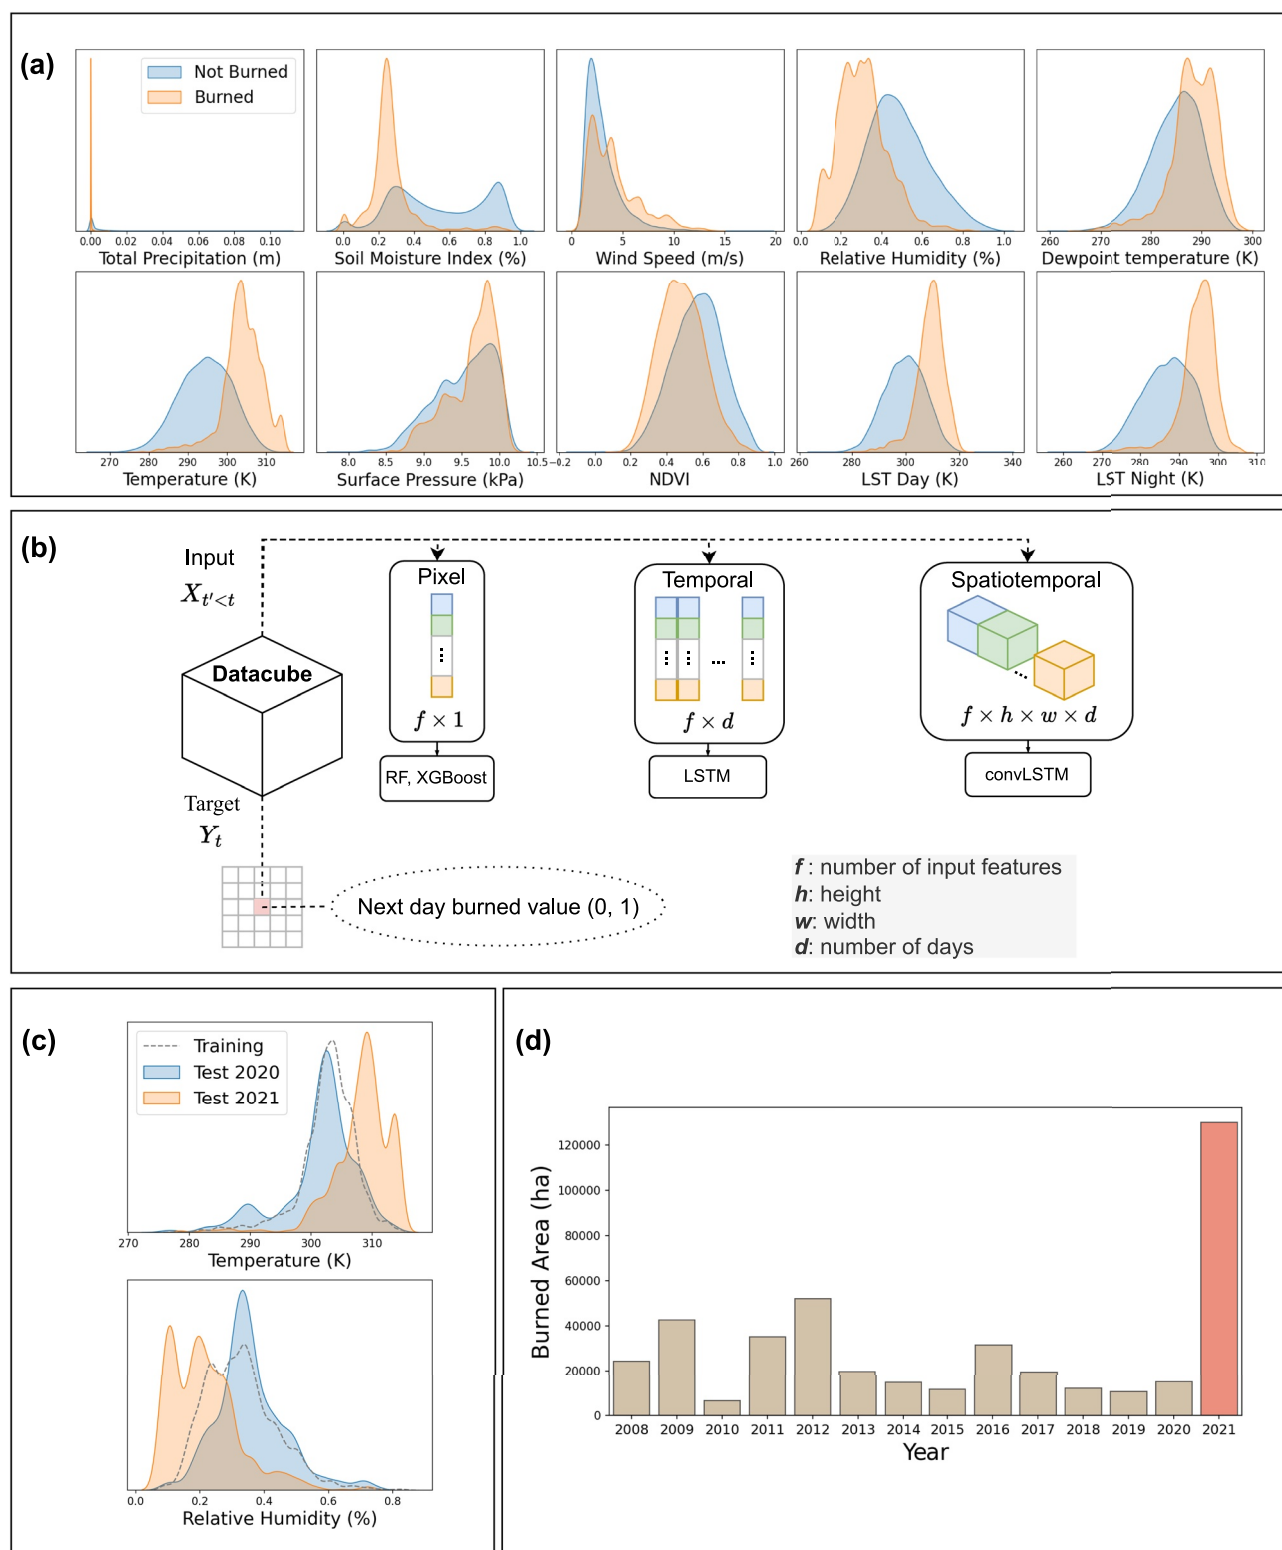 (a)
Not Burned
Burned
0.00 0.02 0.04 0.06 0.08 0.10
Total Precipitation (m)
0.0 0.2 0.4 0.6 0.8 1.0
Soil Moisture Index (%)
0 5 10 15 20
Wind Speed (m/s)
0.0 0.2 0.4 0.6 0.8 1.0
Relative Humidity (%)
260 270 280 290 300
Dewpoint temperature (K)
270 280 290 300 310
Temperature (K)
8.0 8.5 9.0 9.5 10.0 10.5
Surface Pressure (kPa)
−0.2 0.0 0.2 0.4 0.6 0.8 1.0
NDVI
260 280 300 320 340
LST Day (K)
260 270 280 290 300 310
LST Night (K)
(b)
Input
X_{t'<t}
Datacube
Target
Y_t
Next day burned value (0, 1)
Pixel
⋮
f × 1
RF, XGBoost
Temporal
⋮ ⋮ ... ⋮
f × d
LSTM
Spatiotemporal
...
f × h × w × d
convLSTM
f : number of input features
h: height
w: width
d: number of days
(c)
Training
Test 2020
Test 2021
270 280 290 300 310
Temperature (K)
0.0 0.2 0.4 0.6 0.8
Relative Humidity (%)
(d)
Burned Area (ha)
120000
100000
80000
60000
40000
20000
0
2008 2009 2010 2011 2012 2013 2014 2015 2016 2017 2018 2019 2020 2021
Year